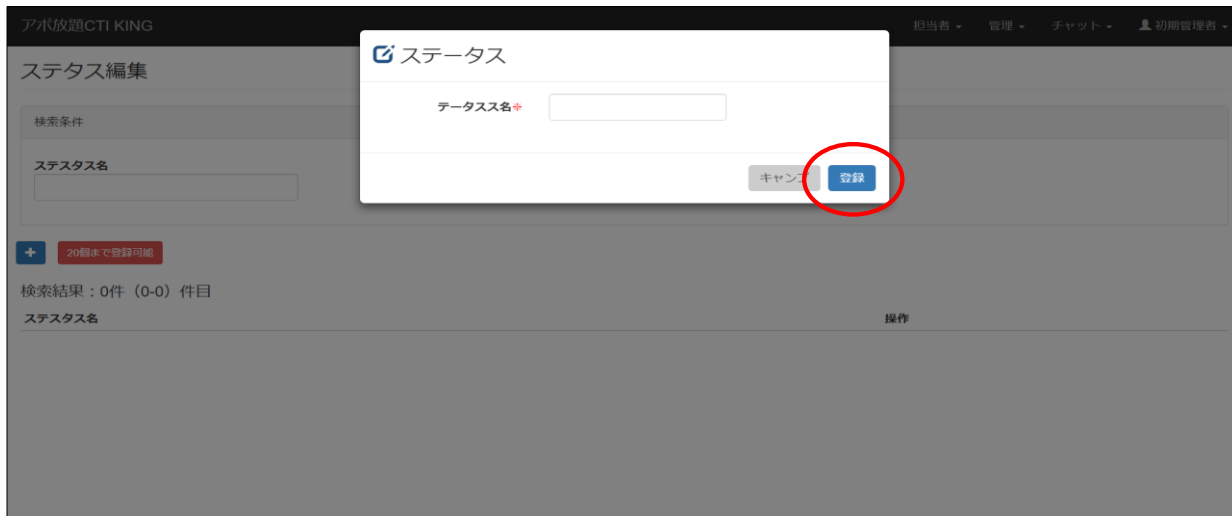 アポ放題CTI KING
担当者
管理
チャット
初期管理者
ステタス編集
ステータス
テータスス名
検索条件
ステスタス名
キャンプ
登録
20個まで登録可能
検索結果：0件（0-0）件目
ステスタス名
操作